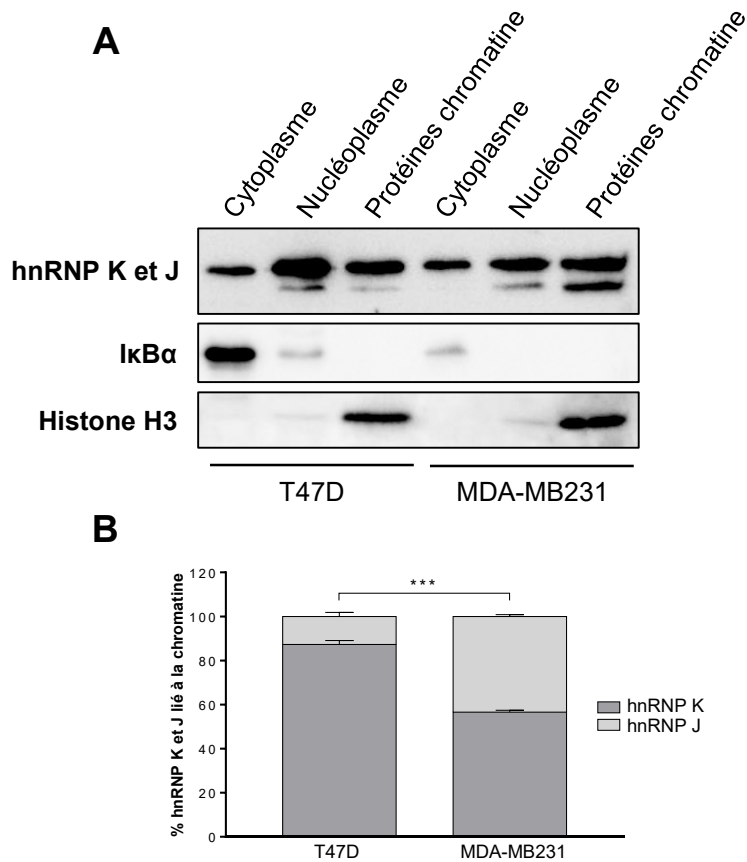 A
Cytoplasme
Nucléoplasme
Protéines chromatine
Cytoplasme
Nucléoplasme
Protéines chromatine
hnRNP K et J
IκBα
Histone H3
T47D
MDA-MB231
B
% hnRNP K et J lié à la chromatine
120
100
80
60
40
20
0
***
T47D
MDA-MB231
hnRNP K
hnRNP J